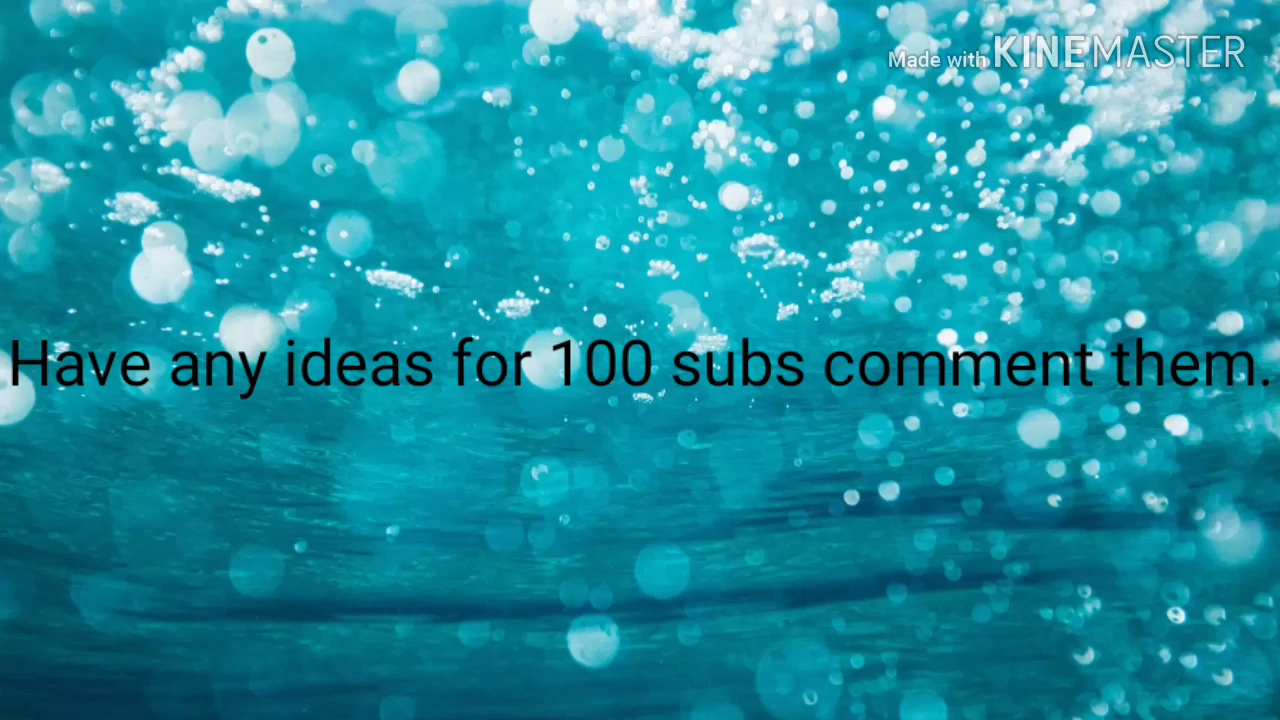 Made with KINEMASTER
Have any ideas for 100 subs comment them.